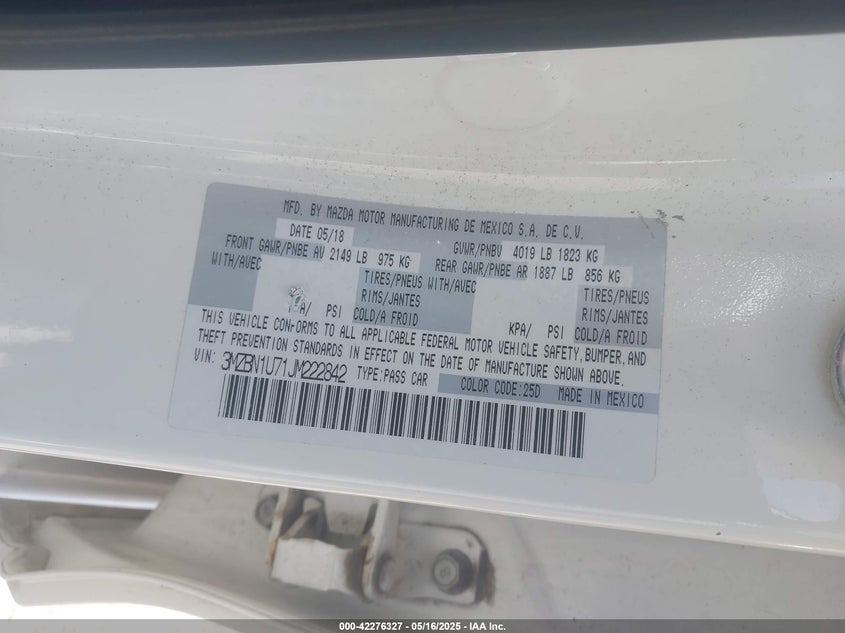 MFD. BY MAZDA MOTOR MANUFACTURING DE MEXICO S.A. DE C.V.
DATE 05/18 GVWR/PNBV 4019 LB 1823 KG
FRONT GAWR/PNBE AV 2149 LB 975 KG REAR GAWR/PNBE AR 1887 LB 856 KG
WITH/AVEC TIRES/PNEUS WITH/AVEC TIRES/PNEUS
RIMS/JANTES RIMS/JANTES
KPA/ PSI COLD/A FROID KPA/ PSI COLD/A FROID
THIS VEHICLE CONFORMS TO ALL APPLICABLE FEDERAL MOTOR VEHICLE SAFETY, BUMPER, AND
THEFT PREVENTION STANDARDS IN EFFECT ON THE DATE OF MANUFACTURE SHOWN ABOVE.
VIN: 3MZBN1U71JM222842 TYPE:PASS CAR COLOR CODE:25D MADE IN MEXICO
000-42276327 - 05/16/2025 - IAA Inc.